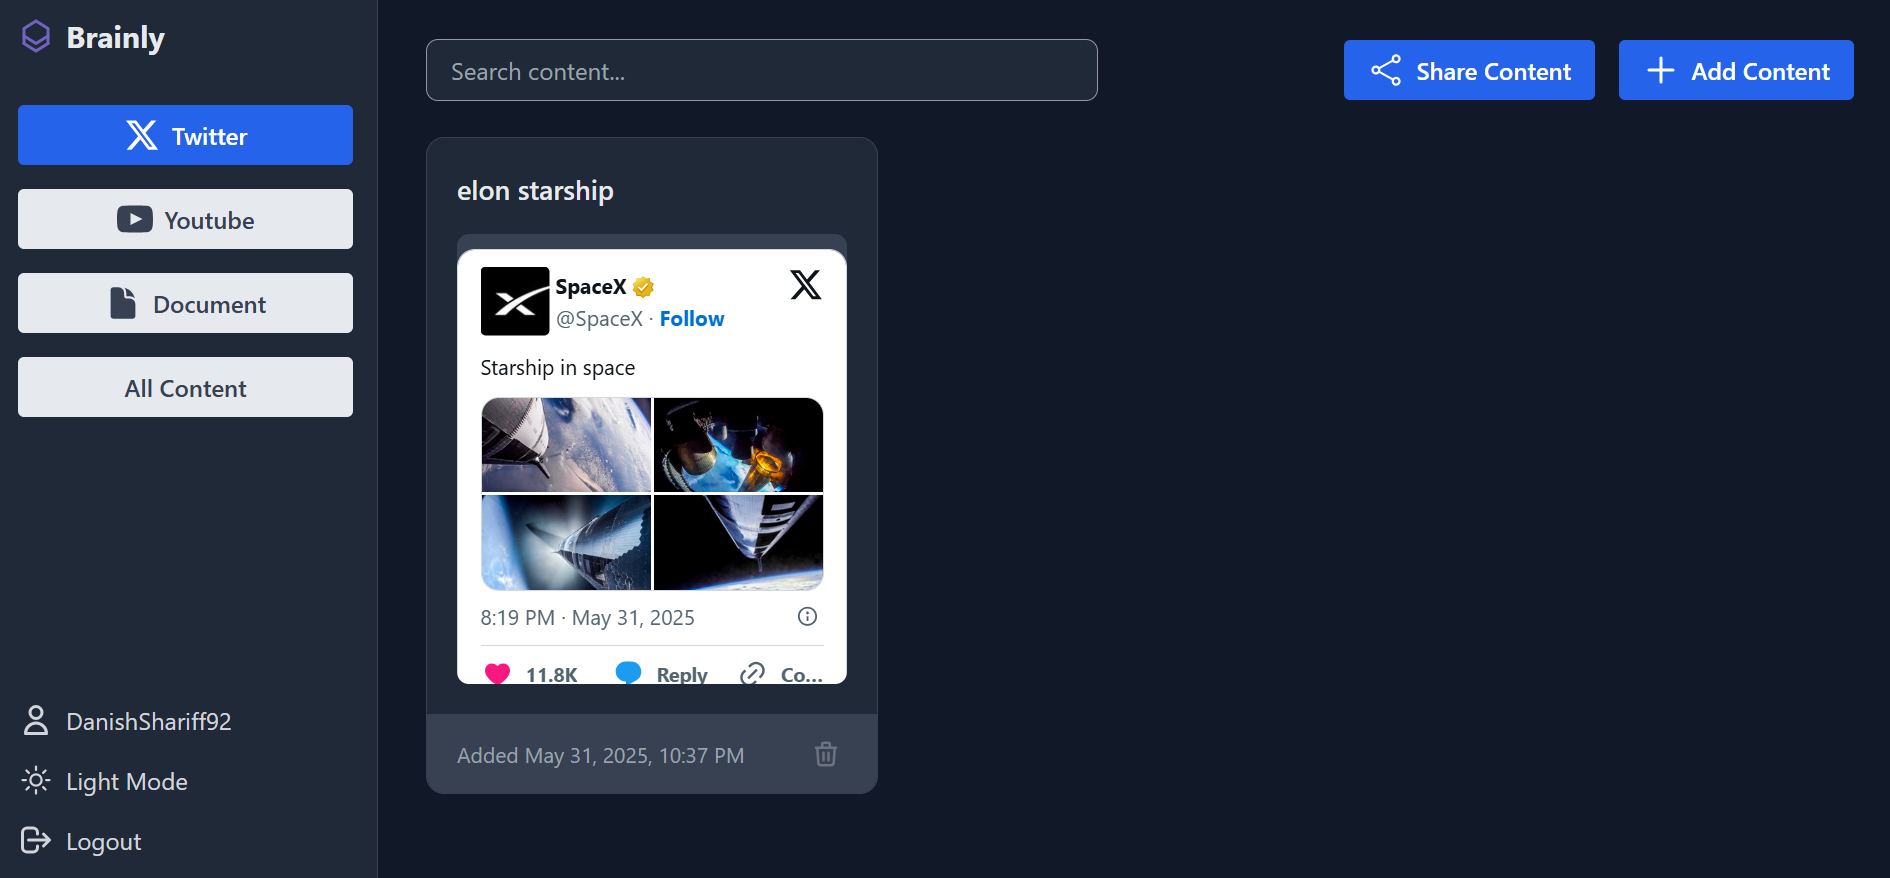 Brainly
Twitter
Youtube
Document
All Content
DanishShariff92
Light Mode
Logout
Search content...
Share Content
Add Content
elon starship
SpaceX
@SpaceX · Follow
Starship in space
8:19 PM · May 31, 2025
11.8K Reply Co...
Added May 31, 2025, 10:37 PM